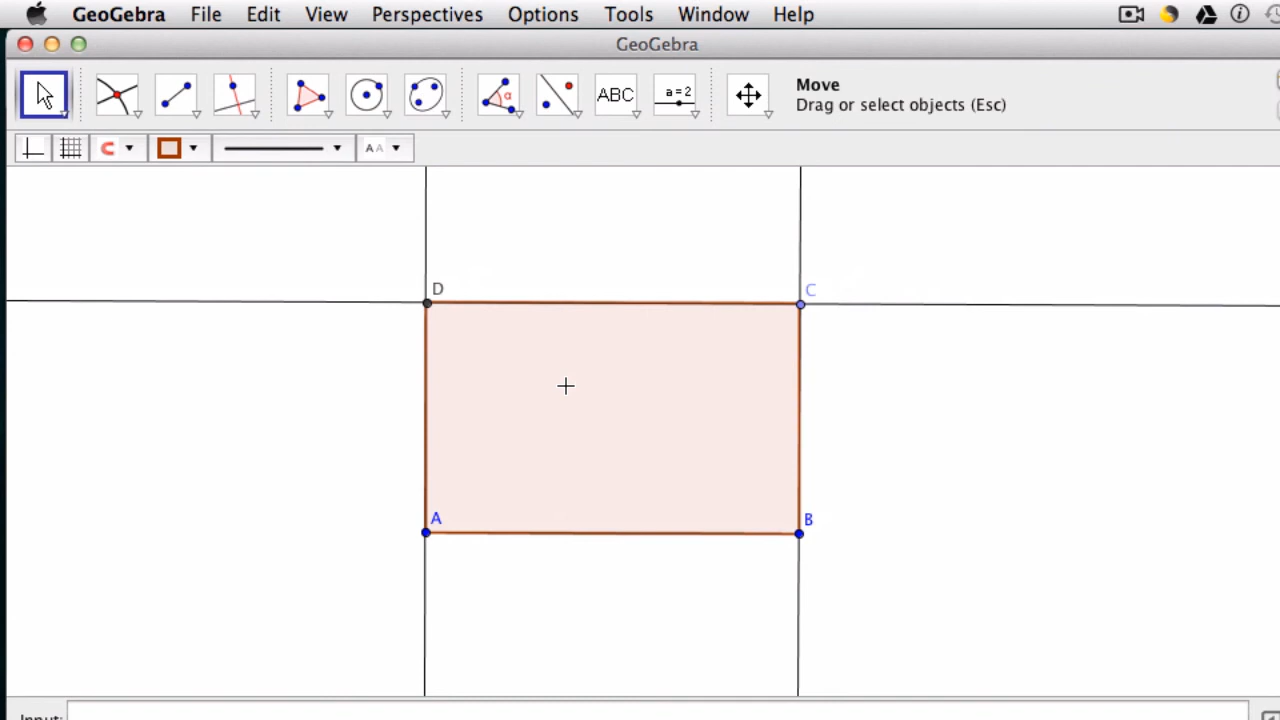 GeoGebra File Edit View Perspectives Options Tools Window Help
GeoGebra
ABC
a=2
α
Move
Drag or select objects (Esc)
AA
D
C
A
B
Input: